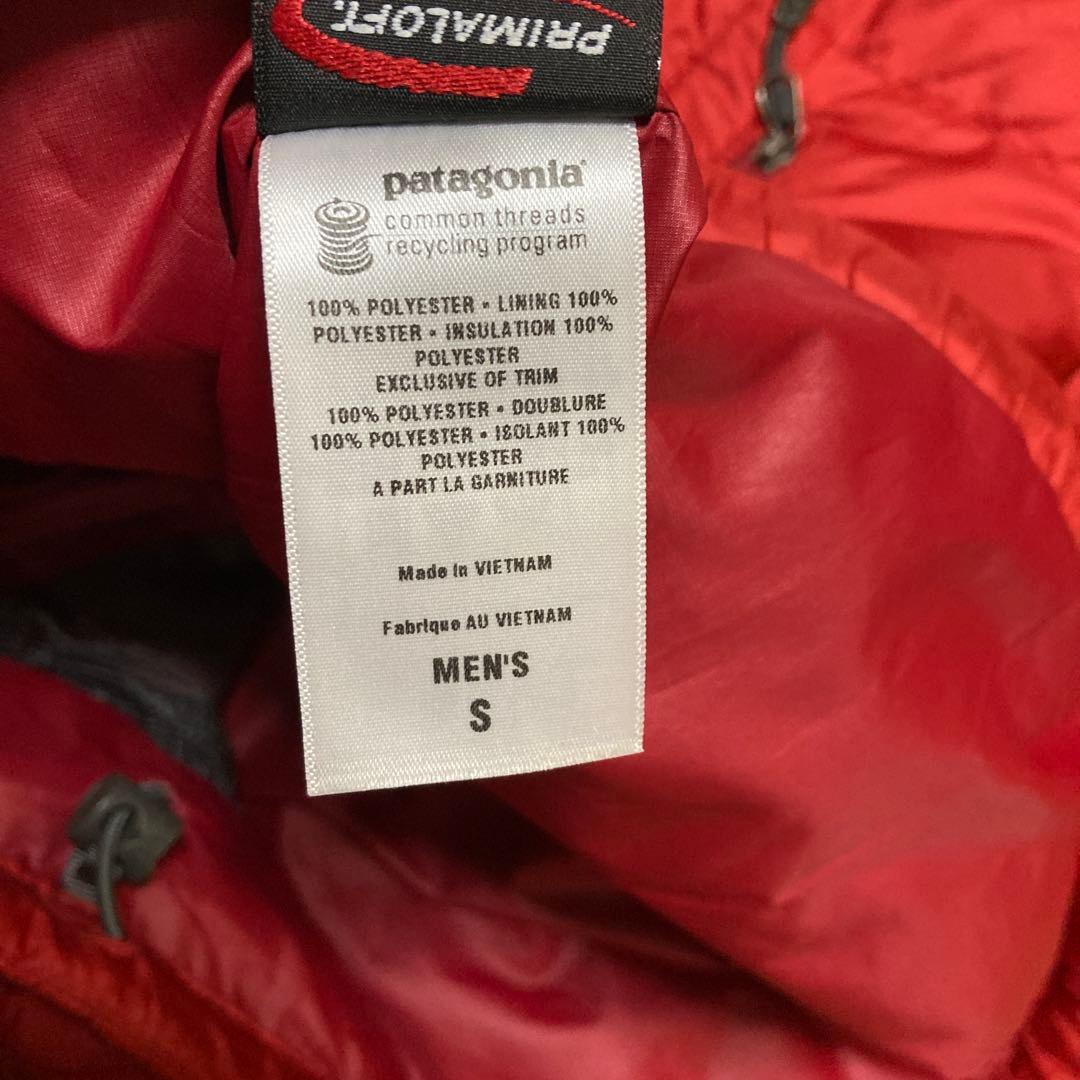 PRIMALOFT.
patagonia®
common threads
recycling program
100% POLYESTER • LINING 100%
POLYESTER • INSULATION 100%
POLYESTER
EXCLUSIVE OF TRIM
100% POLYESTER • DOUBLURE
100% POLYESTER • ISOLANT 100%
POLYESTER
A PART LA GARNITURE
Made in VIETNAM
Fabrique AU VIETNAM
MEN'S
S